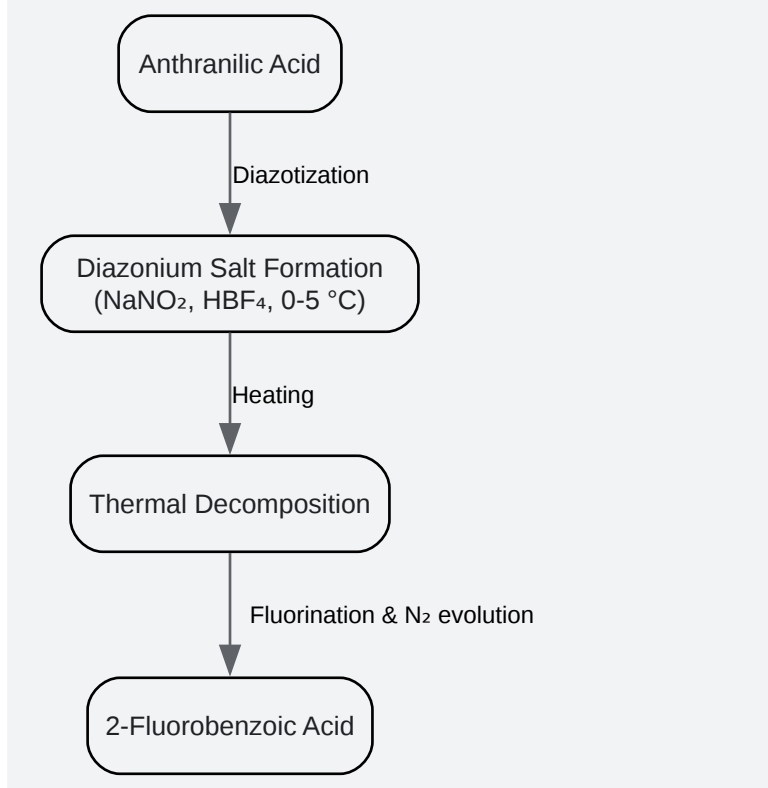 Anthranilic Acid
Diazotization
Diazonium Salt Formation
(NaNO₂, HBF₄, 0-5 °C)
Heating
Thermal Decomposition
Fluorination & N₂ evolution
2-Fluorobenzoic Acid